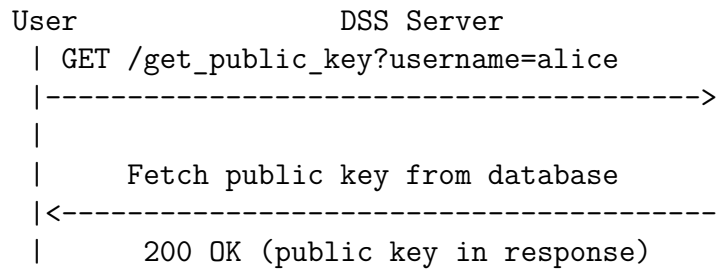 User                DSS Server
 | GET /get_public_key?username=alice
 |---------------------------------------->
 |
 |     Fetch public key from database
 |<----------------------------------------
 |      200 OK (public key in response)